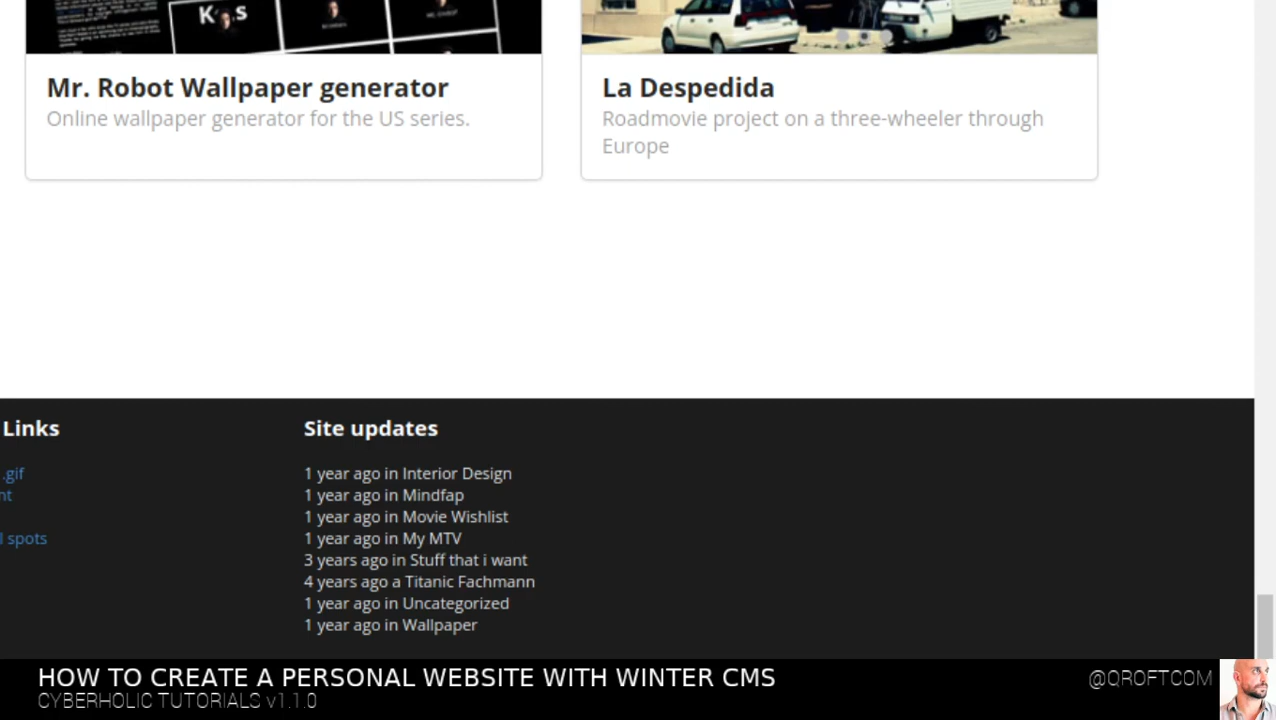 K S
Mr. Robot Wallpaper generator
Online wallpaper generator for the US series.
La Despedida
Roadmovie project on a three-wheeler through
Europe
Links
.gif
nt
l spots
Site updates
1 year ago in Interior Design
1 year ago in Mindfap
1 year ago in Movie Wishlist
1 year ago in My MTV
3 years ago in Stuff that i want
4 years ago a Titanic Fachmann
1 year ago in Uncategorized
1 year ago in Wallpaper
HOW TO CREATE A PERSONAL WEBSITE WITH WINTER CMS
CYBERHOLIC TUTORIALS v1.1.0
@QROFTCOM